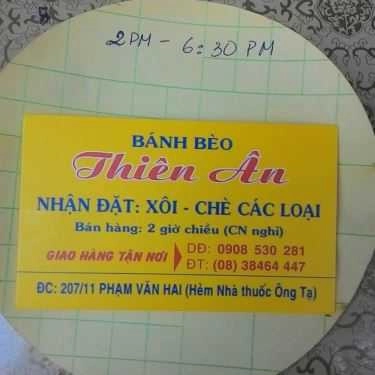 2 PM - 6:30 PM
BÁNH BÈO
Thiên Ân
NHẬN ĐẶT: XÔI - CHÈ CÁC LOẠI
Bán hàng: 2 giờ chiều (CN nghỉ)
GIAO HÀNG TẬN NƠI
DĐ: 0908 530 281
ĐT: (08) 38464 447
ĐC: 207/11 PHẠM VĂN HAI (Hẻm Nhà thuốc Ông Tạ)